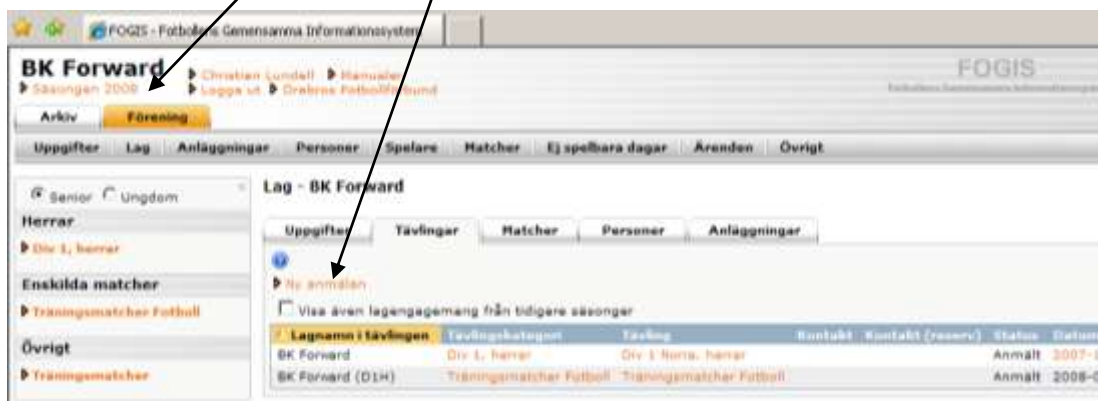 FOGIS - Fotbollens Gemensamma Informationssystem
BK Forward
Christian Lundell Manualer
Säsongen 2008 Logga ut Örebros Fotbollförbund
FOGIS
Arkiv Förening
Uppgifter Lag Anläggningar Personer Spelare Matcher Ej spelbara dagar Ärenden Övrigt
Senior Ungdom
Lag - BK Forward
Herrar
Uppgifter Tävlingar Matcher Personer Anläggningar
Div 1, herrar
Enskilda matcher
Ny anmälan
Träningsmatcher Fotboll
Visa även lagengagemang från tidigare säsonger
Övrigt
Lagnamn i tävlingen Tävlingskategori Tävling Kontakt Kontakt (reserv) Status Datum
BK Forward Div 1, herrar Div 1 Norra, herrar Anmält 2007-1
Träningsmatcher
BK Forward (D1H) Träningsmatcher Fotboll Träningsmatcher Fotboll Anmält 2008-0